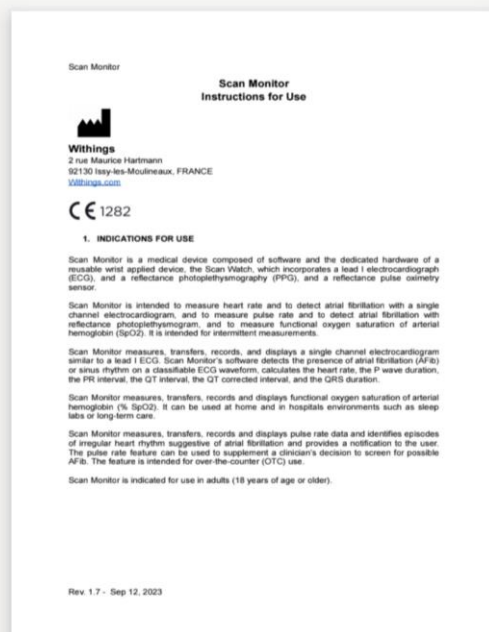 Scan Monitor
Scan Monitor
Instructions for Use
Withings
2 rue Maurice Hartmann
92130 Issy-les-Moulineaux, FRANCE
Withings.com
CE 1282
1. INDICATIONS FOR USE
Scan Monitor is a medical device composed of software and the dedicated hardware of a
reusable wrist applied device, the Scan Watch, which incorporates a lead I electrocardiograph
(ECG), and a reflectance photoplethysmography (PPG), and a reflectance pulse oximetry
sensor.
Scan Monitor is intended to measure heart rate and to detect atrial fibrillation with a single
channel electrocardiogram, and to measure pulse rate and to detect atrial fibrillation with
reflectance photoplethysmogram, and to measure functional oxygen saturation of arterial
hemoglobin (SpO2). It is intended for intermittent measurements.
Scan Monitor measures, transfers, records, and displays a single channel electrocardiogram
similar to a lead I ECG. Scan Monitor's software detects the presence of atrial fibrillation (AFib)
or sinus rhythm on a classifiable ECG waveform, calculates the heart rate, the P wave duration,
the PR interval, the QT interval, the QT corrected interval, and the QRS duration.
Scan Monitor measures, transfers, records and displays functional oxygen saturation of arterial
hemoglobin (% SpO2). It can be used at home and in hospitals environments such as sleep
labs or long-term care.
Scan Monitor measures, transfers, records and displays pulse rate data and identifies episodes
of irregular heart rhythm suggestive of atrial fibrillation and provides a notification to the user.
The pulse rate feature can be used to supplement a clinician's decision to screen for possible
AFib. The feature is intended for over-the-counter (OTC) use.
Scan Monitor is indicated for use in adults (18 years of age or older).
Rev. 1.7 - Sep 12, 2023